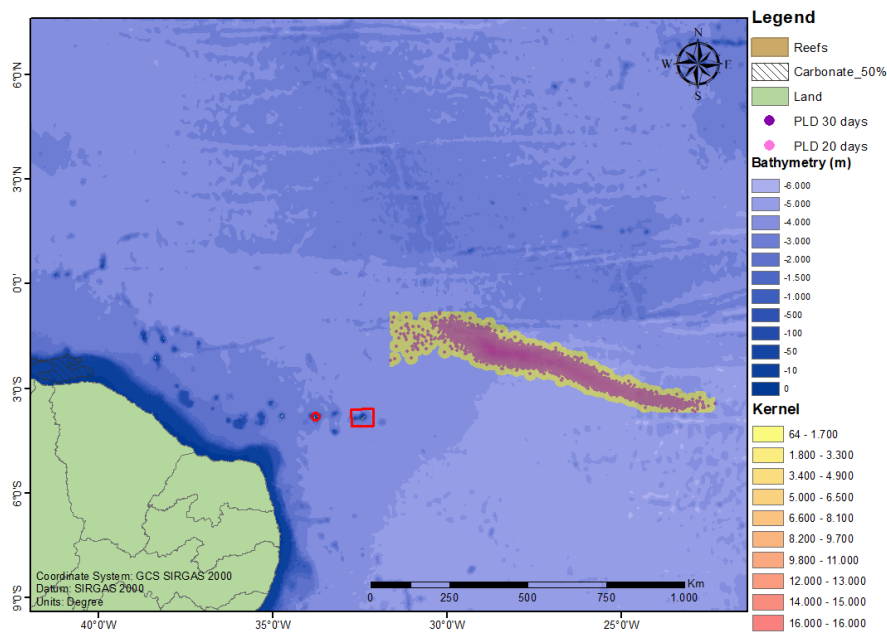 Legend
Reefs
Carbonate_50%
Land
PLD 30 days
PLD 20 days
Bathymetry (m)
-6.000
-5.000
-4.000
-3.000
-2.000
-1.500
-1.000
-500
-100
-50
-10
0
Kernel
64 - 1.700
1.800 - 3.300
3.400 - 4.900
5.000 - 6.500
6.600 - 8.100
8.200 - 9.700
9.800 - 11.000
12.000 - 13.000
14.000 - 15.000
16.000 - 16.000
N
W E
S
6°0'N
3°0'N
0°0'
3°0'S
6°0'S
9°0'S
Coordinate System: GCS SIRGAS 2000
Datum: SIRGAS 2000
Units: Degree
Km
0 250 500 750 1.000
40°0'W 35°0'W 30°0'W 25°0'W